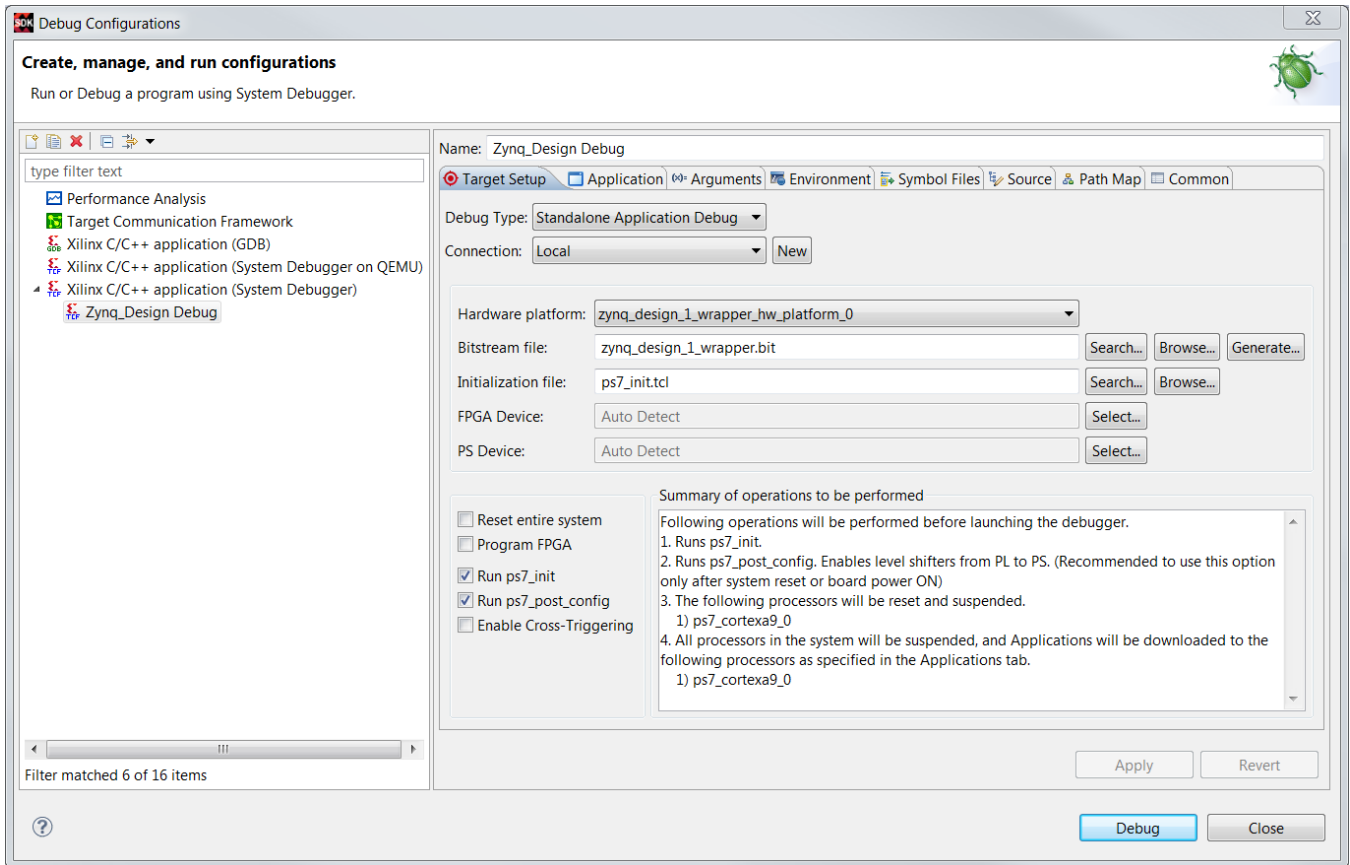 SDK Debug Configurations
Create, manage, and run configurations
Run or Debug a program using System Debugger.
type filter text
Performance Analysis
Target Communication Framework
Xilinx C/C++ application (GDB)
Xilinx C/C++ application (System Debugger on QEMU)
Xilinx C/C++ application (System Debugger)
Zynq_Design Debug
Filter matched 6 of 16 items
Name: Zynq_Design Debug
Target Setup Application (x)= Arguments Environment Symbol Files Source Path Map Common
Debug Type: Standalone Application Debug
Connection: Local New
Hardware platform: zynq_design_1_wrapper_hw_platform_0
Bitstream file: zynq_design_1_wrapper.bit Search... Browse... Generate...
Initialization file: ps7_init.tcl Search... Browse...
FPGA Device: Auto Detect Select...
PS Device: Auto Detect Select...
Reset entire system
Program FPGA
Run ps7_init
Run ps7_post_config
Enable Cross-Triggering
Summary of operations to be performed
Following operations will be performed before launching the debugger.
1. Runs ps7_init.
2. Runs ps7_post_config. Enables level shifters from PL to PS. (Recommended to use this option
only after system reset or board power ON)
3. The following processors will be reset and suspended.
1) ps7_cortexa9_0
4. All processors in the system will be suspended, and Applications will be downloaded to the
following processors as specified in the Applications tab.
1) ps7_cortexa9_0
Apply Revert
? Debug Close